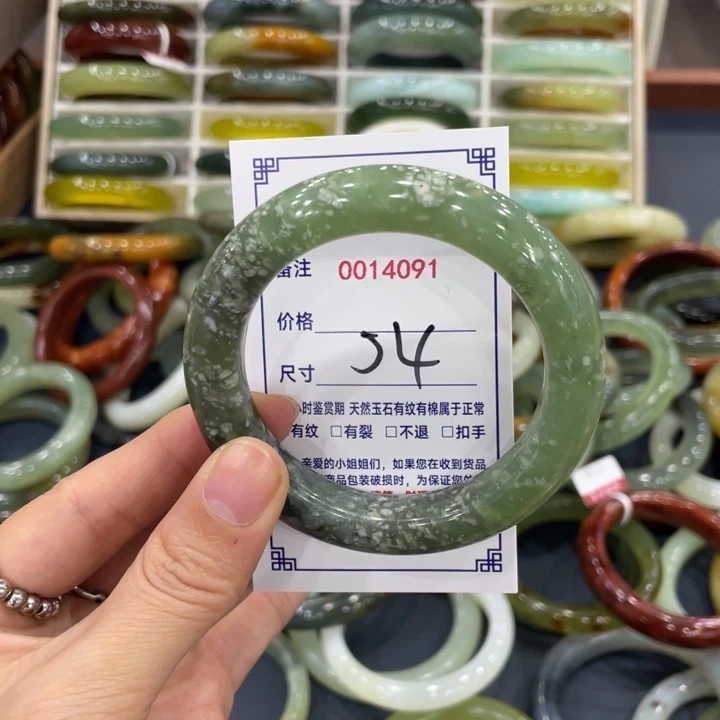 备注 0014091
价格
尺寸 54
小时鉴赏期 天然玉石有纹有棉属于正常
有纹 □有裂 □不退 □扣手
亲爱的小姐姐们，如果您在收到货品
商品包装破损时，为保证您的